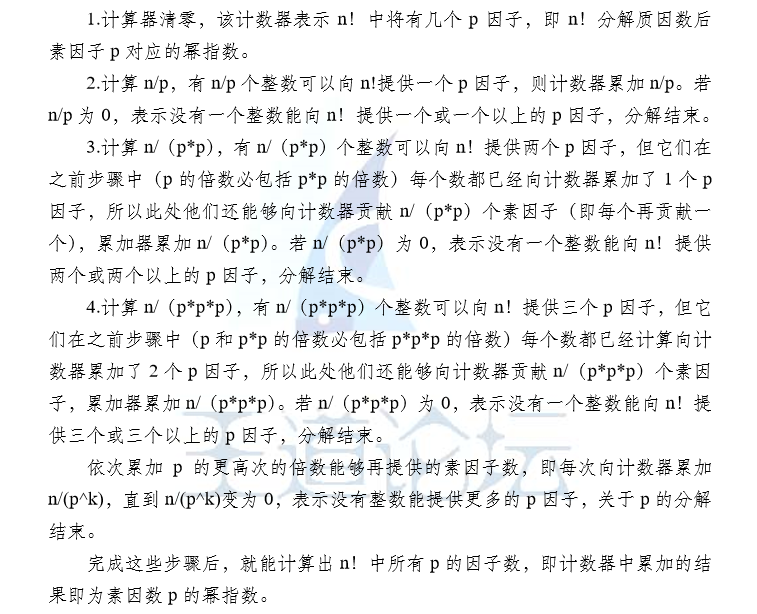 1.计算器清零，该计数器表示 n！中将有几个 p 因子，即 n！分解质因数后
素因子 p 对应的幂指数。
2.计算 n/p，有 n/p 个整数可以向 n!提供一个 p 因子，则计数器累加 n/p。若
n/p 为 0，表示没有一个整数能向 n！提供一个或一个以上的 p 因子，分解结束。
3.计算 n/（p*p），有 n/（p*p）个整数可以向 n！提供两个 p 因子，但它们在
之前步骤中（p 的倍数必包括 p*p 的倍数）每个数都已经向计数器累加了 1 个 p
因子，所以此处他们还能够向计数器贡献 n/（p*p）个素因子（即每个再贡献一
个），累加器累加 n/（p*p）。若 n/（p*p）为 0，表示没有一个整数能向 n！提供
两个或两个以上的 p 因子，分解结束。
4.计算 n/（p*p*p），有 n/（p*p*p）个整数可以向 n！提供三个 p 因子，但它
们在之前步骤中（p 和 p*p 的倍数必包括 p*p*p 的倍数）每个数都已经计算向计
数器累加了 2 个 p 因子，所以此处他们还能够向计数器贡献 n/（p*p*p）个素因
子，累加器累加 n/（p*p*p）。若 n/（p*p*p）为 0，表示没有一个整数能向 n！提
供三个或三个以上的 p 因子，分解结束。
依次累加 p 的更高次的倍数能够再提供的素因子数，即每次向计数器累加
n/(p^k)，直到 n/(p^k)变为 0，表示没有整数能提供更多的 p 因子，关于 p 的分解
结束。
完成这些步骤后，就能计算出 n！中所有 p 的因子数，即计数器中累加的结
果即为素因数 p 的幂指数。
王道论坛